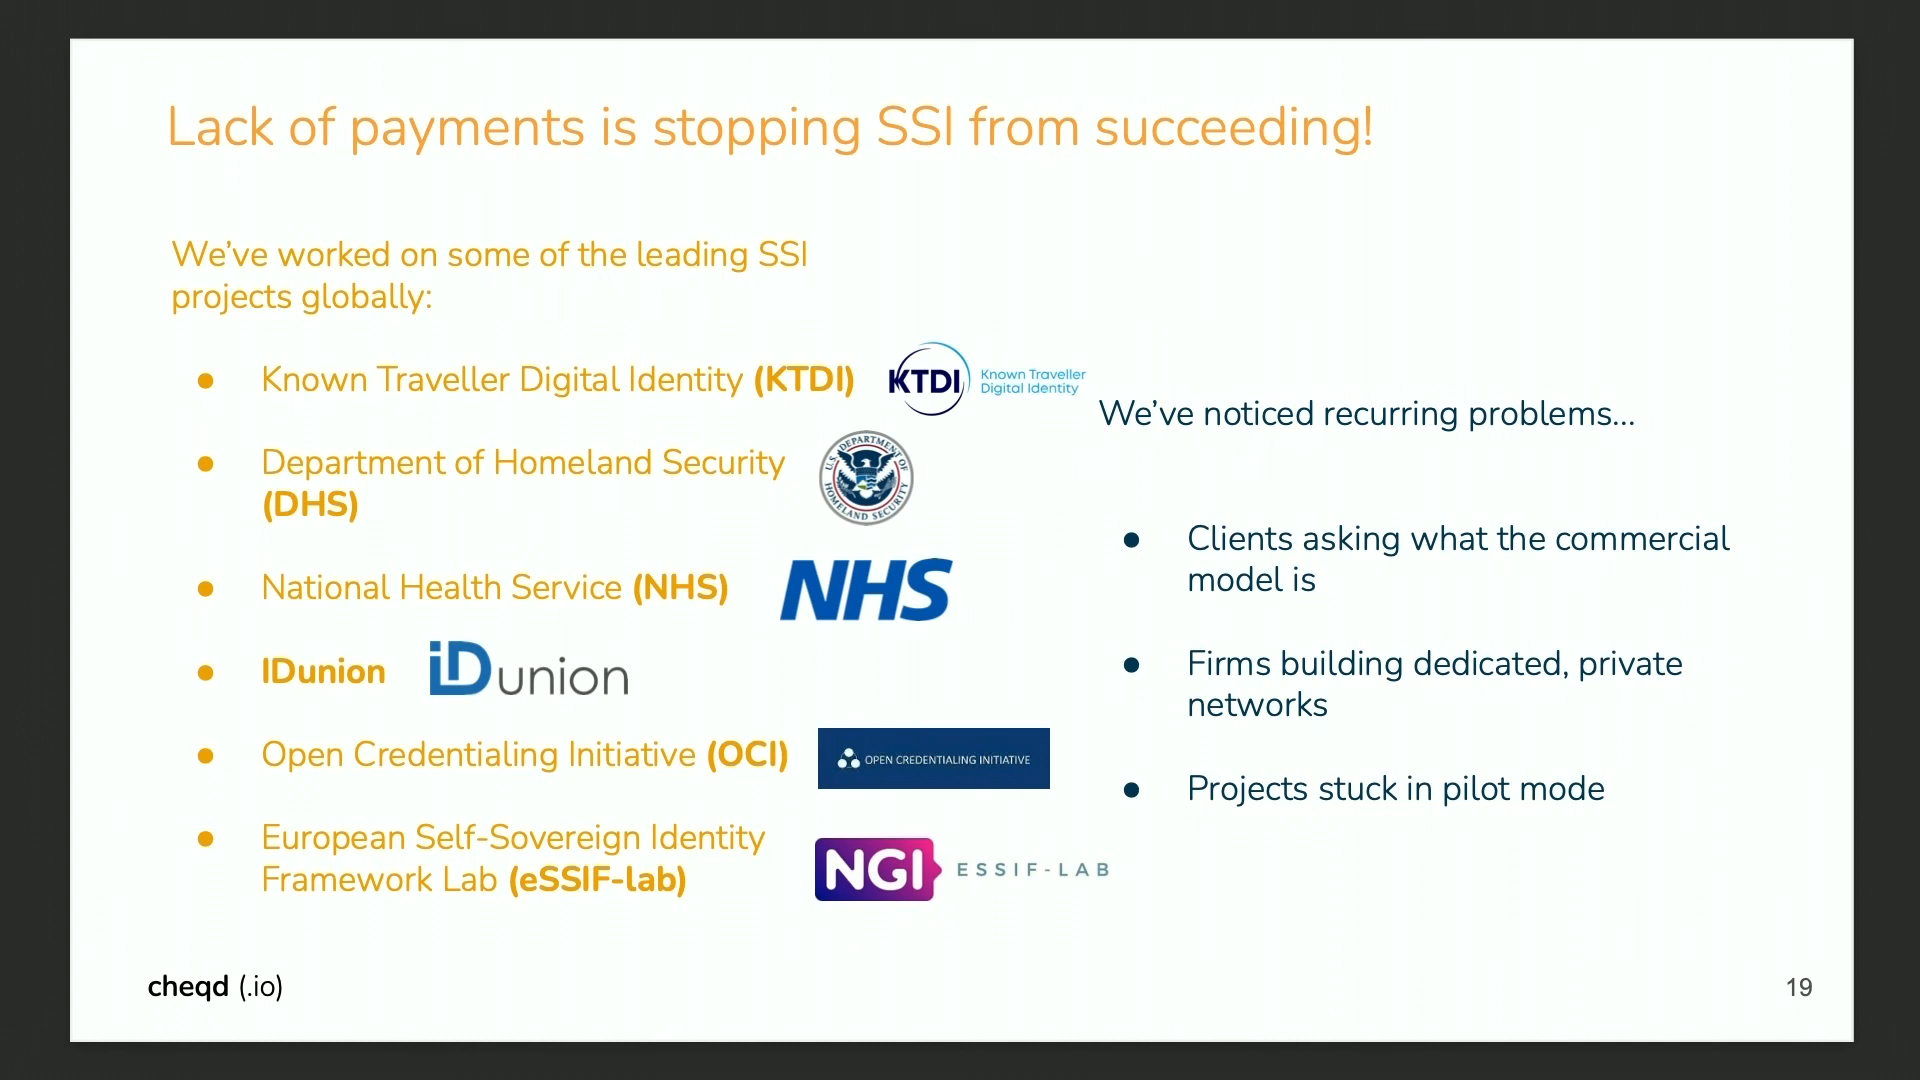 Lack of payments is stopping SSI from succeeding!
We've worked on some of the leading SSI
projects globally:
● Known Traveller Digital Identity (KTDI)
KTDI Known Traveller
Digital Identity
● Department of Homeland Security
(DHS)
U.S. DEPARTMENT OF HOMELAND SECURITY
● National Health Service (NHS)
NHS
● IDunion
iDunion
● Open Credentialing Initiative (OCI)
OPEN CREDENTIALING INITIATIVE
● European Self-Sovereign Identity
Framework Lab (eSSIF-lab)
NGI ESSIF-LAB
We've noticed recurring problems...
● Clients asking what the commercial
model is
● Firms building dedicated, private
networks
● Projects stuck in pilot mode
cheqd (.io)
19